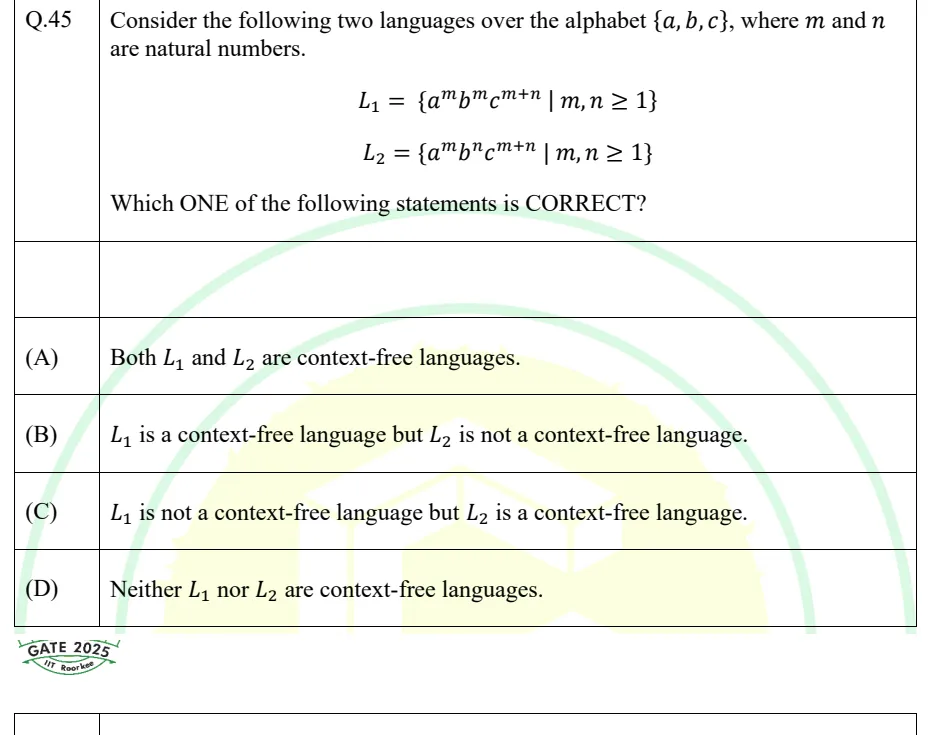 Q.45
Consider the following two languages over the alphabet {𝑎, 𝑏, 𝑐}, where 𝑚 and 𝑛
are natural numbers.
𝐿₁ = {𝑎ᵐ𝑏ᵐ𝑐ᵐ⁺ⁿ | 𝑚, 𝑛 ≥ 1}
𝐿₂ = {𝑎ᵐ𝑏ⁿ𝑐ᵐ⁺ⁿ | 𝑚, 𝑛 ≥ 1}
Which ONE of the following statements is CORRECT?
(A) Both 𝐿₁ and 𝐿₂ are context-free languages.
(B) 𝐿₁ is a context-free language but 𝐿₂ is not a context-free language.
(C) 𝐿₁ is not a context-free language but 𝐿₂ is a context-free language.
(D) Neither 𝐿₁ nor 𝐿₂ are context-free languages.
GATE 2025
IIT Roorkee